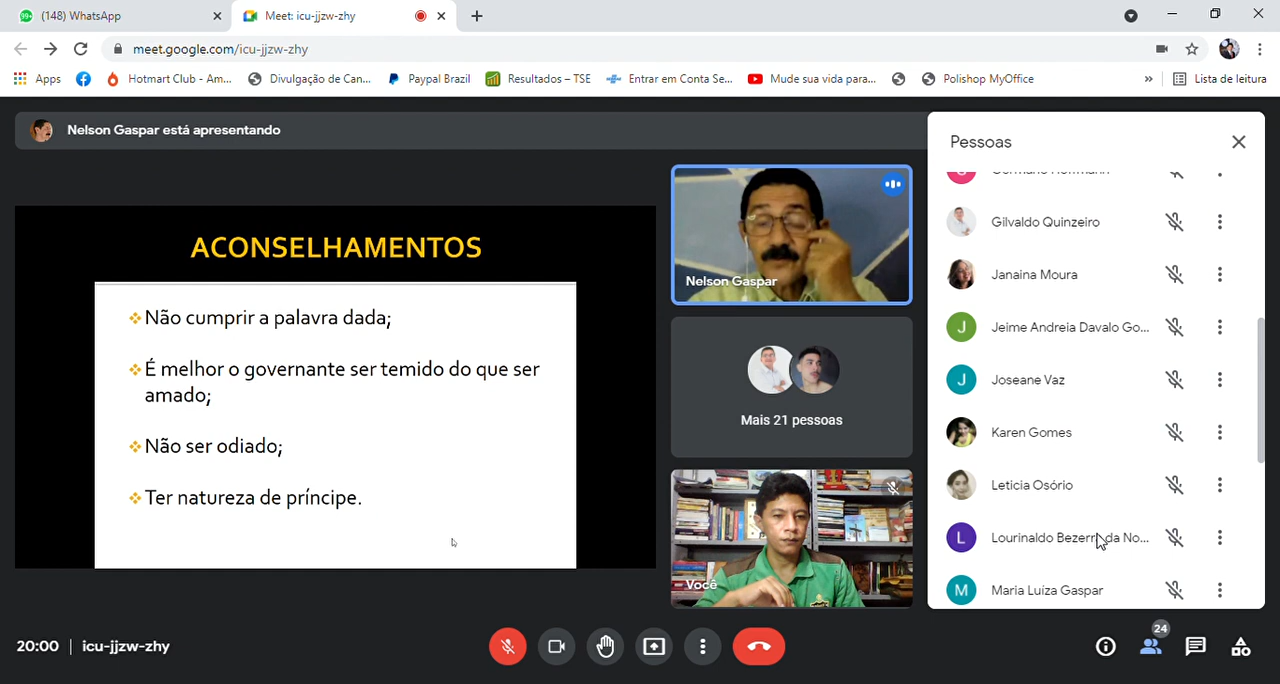 99+
(148) WhatsApp
Meet: icu-jjzw-zhy
meet.google.com/icu-jjzw-zhy
Apps
Hotmart Club - Am...
Divulgação de Can...
Paypal Brazil
Resultados – TSE
Entrar em Conta Se...
Mude sua vida para...
Polishop MyOffice
»
Lista de leitura
Nelson Gaspar está apresentando
Pessoas
ACONSELHAMENTOS
Não cumprir a palavra dada;
É melhor o governante ser temido do que ser
amado;
Não ser odiado;
Ter natureza de príncipe.
Nelson Gaspar
Mais 21 pessoas
Você
Gilvaldo Quinzeiro
Janaina Moura
J
Jeime Andreia Davalo Go...
J
Joseane Vaz
Karen Gomes
Leticia Osório
L
Lourinaldo Bezerra da No...
M
Maria Luiza Gaspar
20:00 | icu-jjzw-zhy
24